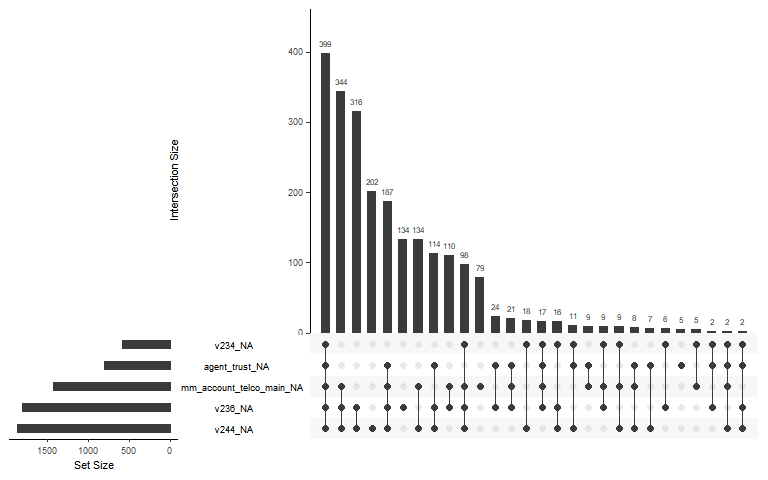 399
344
316
202
187
134 134
114 110
98
79
24 21 18 17 16 11 9 9 9 8 7 6 5 5 2 2 2
400
300
200
100
0
Intersection Size
v234_NA
agent_trust_NA
mm_account_telco_main_NA
v236_NA
v244_NA
1500 1000 500 0
Set Size